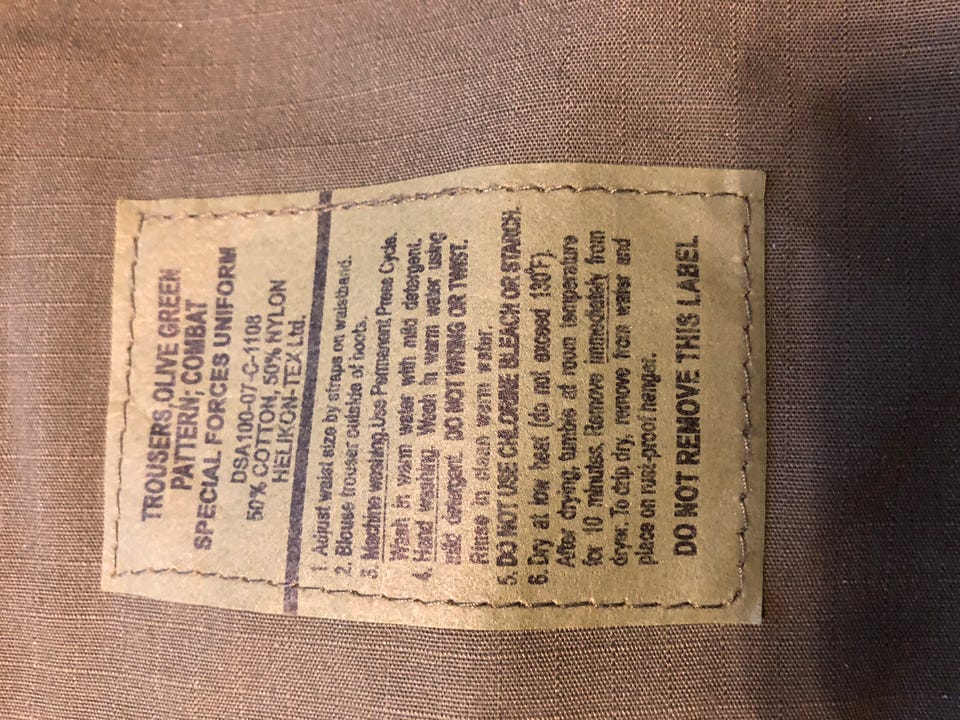 TROUSERS, OLIVE GREEN
PATTERN; COMBAT
SPECIAL FORCES UNIFORM
DSA100-07-C-1108
50% COTTON, 50% NYLON
HELIKON-TEX Ltd.
1. Adjust waist size by straps on waistband.
2. Blouse trouser outside of boots.
3. Machine washing. Use Permanent Press Cycle.
Wash in warm water with mild detergent.
4. Hand washing. Wash in warm water using
mild detergent. DO NOT WRING OR TWIST.
Rinse in clean warm water.
5. DO NOT USE CHLORINE BLEACH OR STARCH.
6. Dry at low heat (do not exceed 130°F).
After drying, tumble at room temperature
for 10 minutes. Remove immediately from
dryer. To drip dry, remove from water and
place on rust-proof hanger.
DO NOT REMOVE THIS LABEL